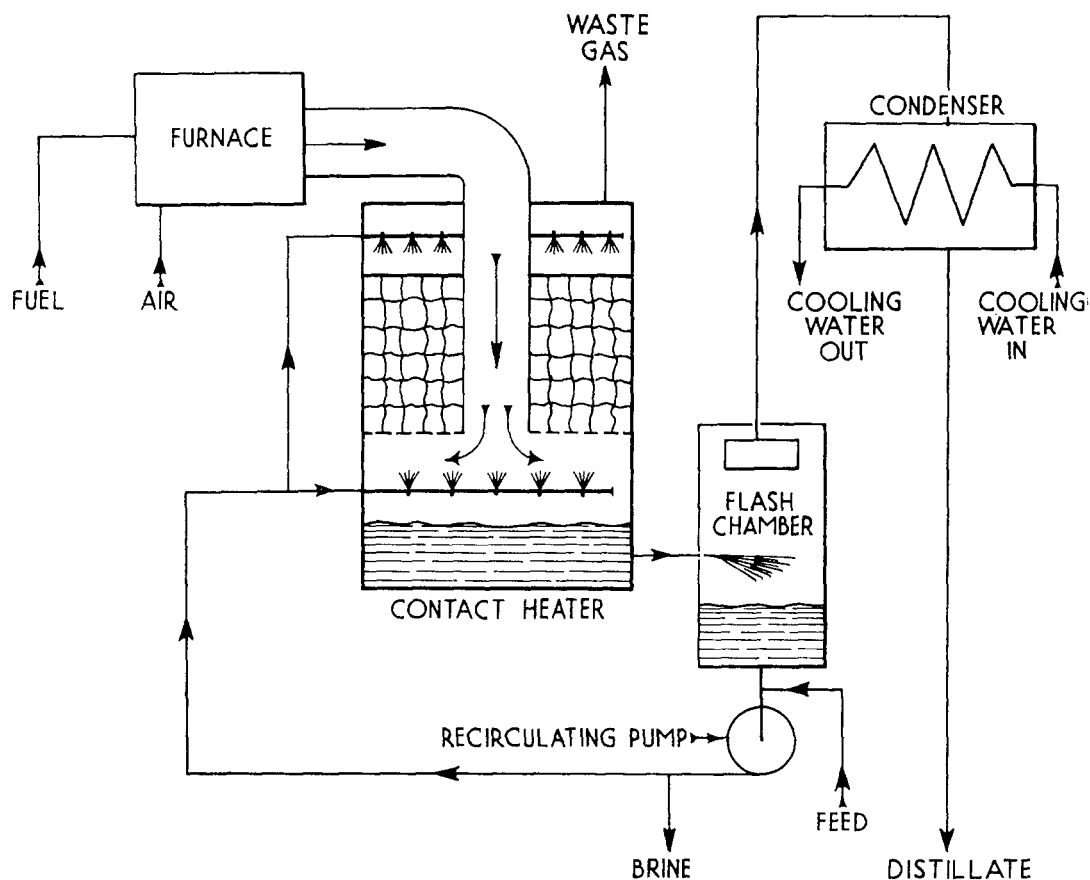 WASTE
GAS
FURNACE
CONDENSER
FUEL
AIR
COOLING
WATER
OUT
COOLING
WATER
IN
FLASH
CHAMBER
CONTACT HEATER
RECIRCULATING PUMP
FEED
BRINE
DISTILLATE